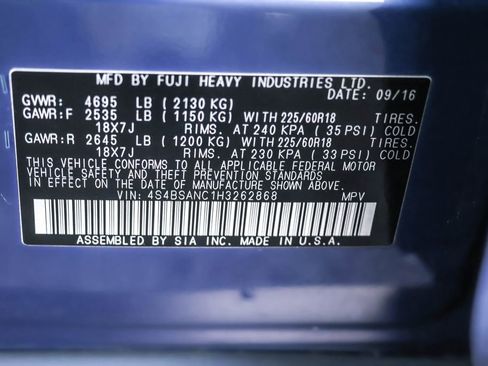 MFD BY FUJI HEAVY INDUSTRIES LTD.
GVWR: 4695 LB (2130 KG) DATE: 09/16
GAWR:F 2535 LB (1150 KG) WITH 225/60R18 TIRES.
18X7J RIMS. AT 240 KPA (35 PSI) COLD
GAWR:R 2645 LB (1200 KG) WITH 225/60R18 TIRES.
18X7J RIMS. AT 230 KPA (33 PSI) COLD
THIS VEHICLE CONFORMS TO ALL APPLICABLE FEDERAL MOTOR
VEHICLE SAFETY AND THEFT PREVENTION STANDARDS
IN EFFECT ON THE DATE OF MANUFACTURE SHOWN ABOVE.
VIN: 4S4BSANC1H3262868 MPV
ASSEMBLED BY SIA INC. MADE IN U.S.A.